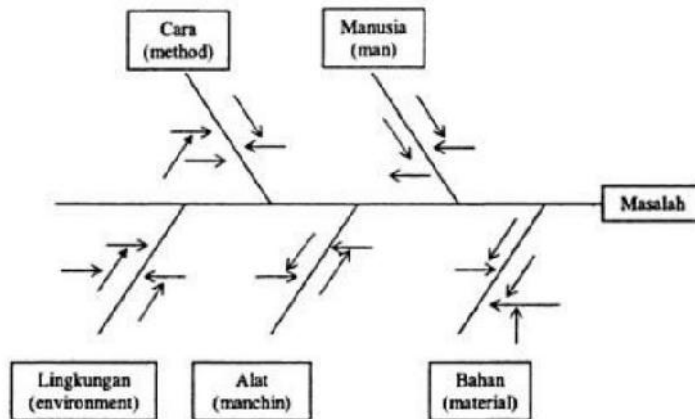 Cara
(method)
Manusia
(man)
Masalah
Lingkungan
(environment)
Alat
(manchin)
Bahan
(material)